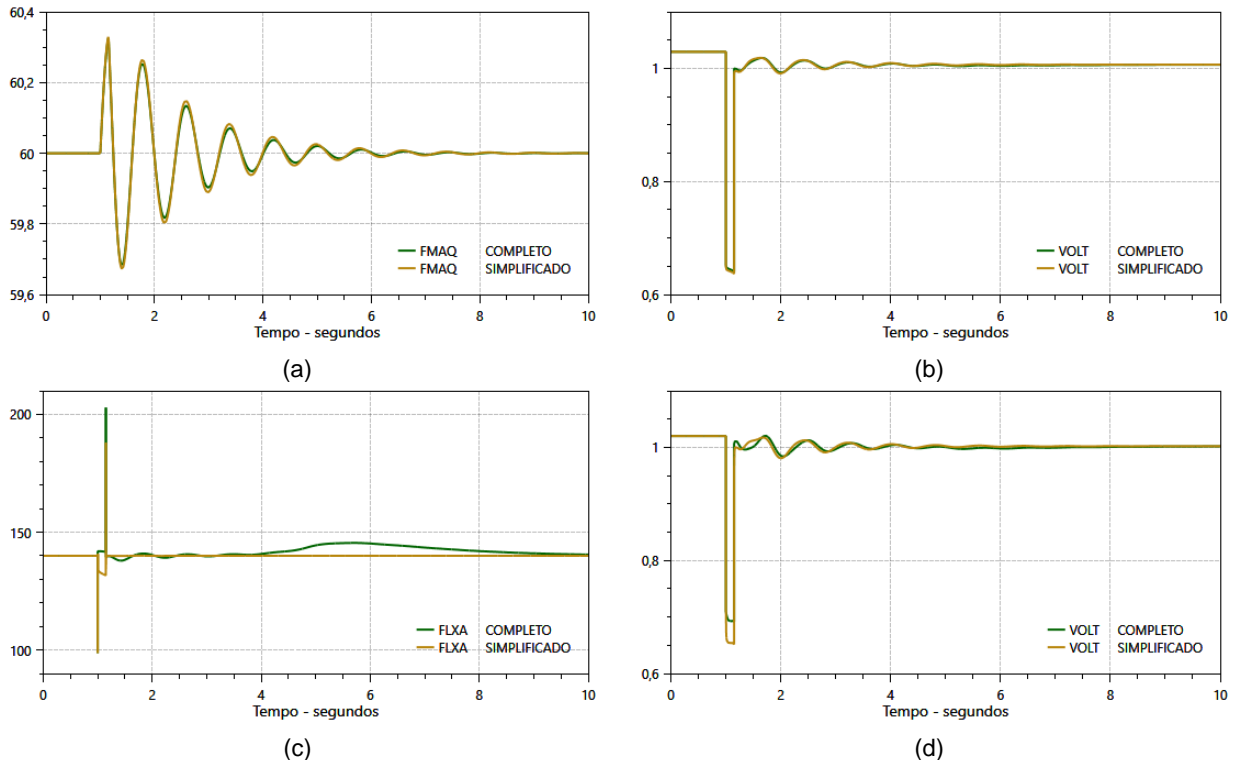 60,4
60,2
60
59,8
59,6
FMAQ COMPLETO
FMAQ SIMPLIFICADO
0 2 4 6 8 10
Tempo - segundos
(a)
1
0,8
0,6
VOLT COMPLETO
VOLT SIMPLIFICADO
0 2 4 6 8 10
Tempo - segundos
(b)
200
150
100
FLXA COMPLETO
FLXA SIMPLIFICADO
0 2 4 6 8 10
Tempo - segundos
(c)
1
0,8
0,6
VOLT COMPLETO
VOLT SIMPLIFICADO
0 2 4 6 8 10
Tempo - segundos
(d)